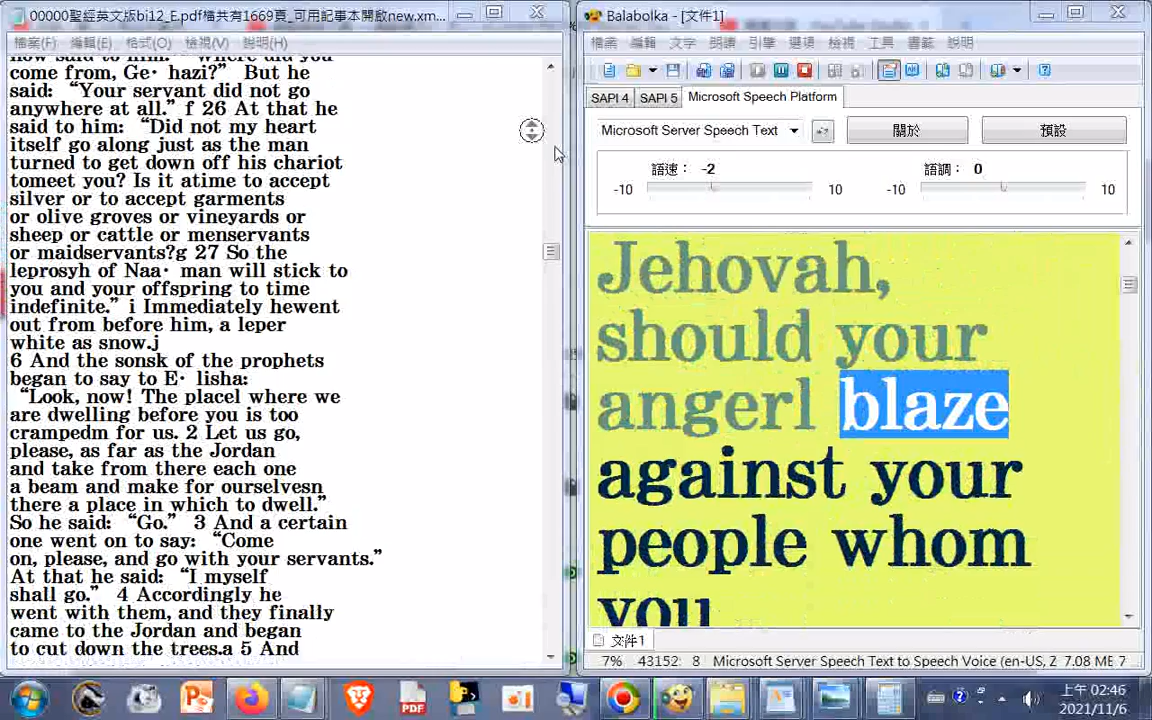 00000聖經英文版bi12_E.pdf檔共有1669頁_可用記事本開啟new.xm...
檔案(F) 編輯(E) 格式(O) 檢視(V) 說明(H)
now said to him: “Where did you
come from, Ge· hazi?” But he
said: “Your servant did not go
anywhere at all.” f 26 At that he
said to him: “Did not my heart
itself go along just as the man
turned to get down off his chariot
tomeet you? Is it atime to accept
silver or to accept garments
or olive groves or vineyards or
sheep or cattle or menservants
or maidservants?g 27 So the
leprosyh of Naa· man will stick to
you and your offspring to time
indefinite.” i Immediately hewent
out from before him, a leper
white as snow.j
6 And the sonsk of the prophets
began to say to E· lisha:
“Look, now! The placel where we
are dwelling before you is too
crampedm for us. 2 Let us go,
please, as far as the Jordan
and take from there each one
a beam and make for ourselvesn
there a place in which to dwell.”
So he said: “Go.” 3 And a certain
one went on to say: “Come
on, please, and go with your servants.”
At that he said: “I myself
shall go.” 4 Accordingly he
went with them, and they finally
came to the Jordan and began
to cut down the trees.a 5 And
Balabolka - [文件1]
檔案 編輯 文字 朗讀 引擎 選項 檢視 工具 書籤 說明
SAPI 4 SAPI 5 Microsoft Speech Platform
Microsoft Server Speech Text 關於 預設
語速： -2 語調： 0
-10 10 -10 10
Jehovah,
should your
angerl blaze
against your
people whom
you
文件1
7% 43152: 8 Microsoft Server Speech Text to Speech Voice (en-US, 2 7.08 ME 7
PDF
上午 02:46
2021/11/6